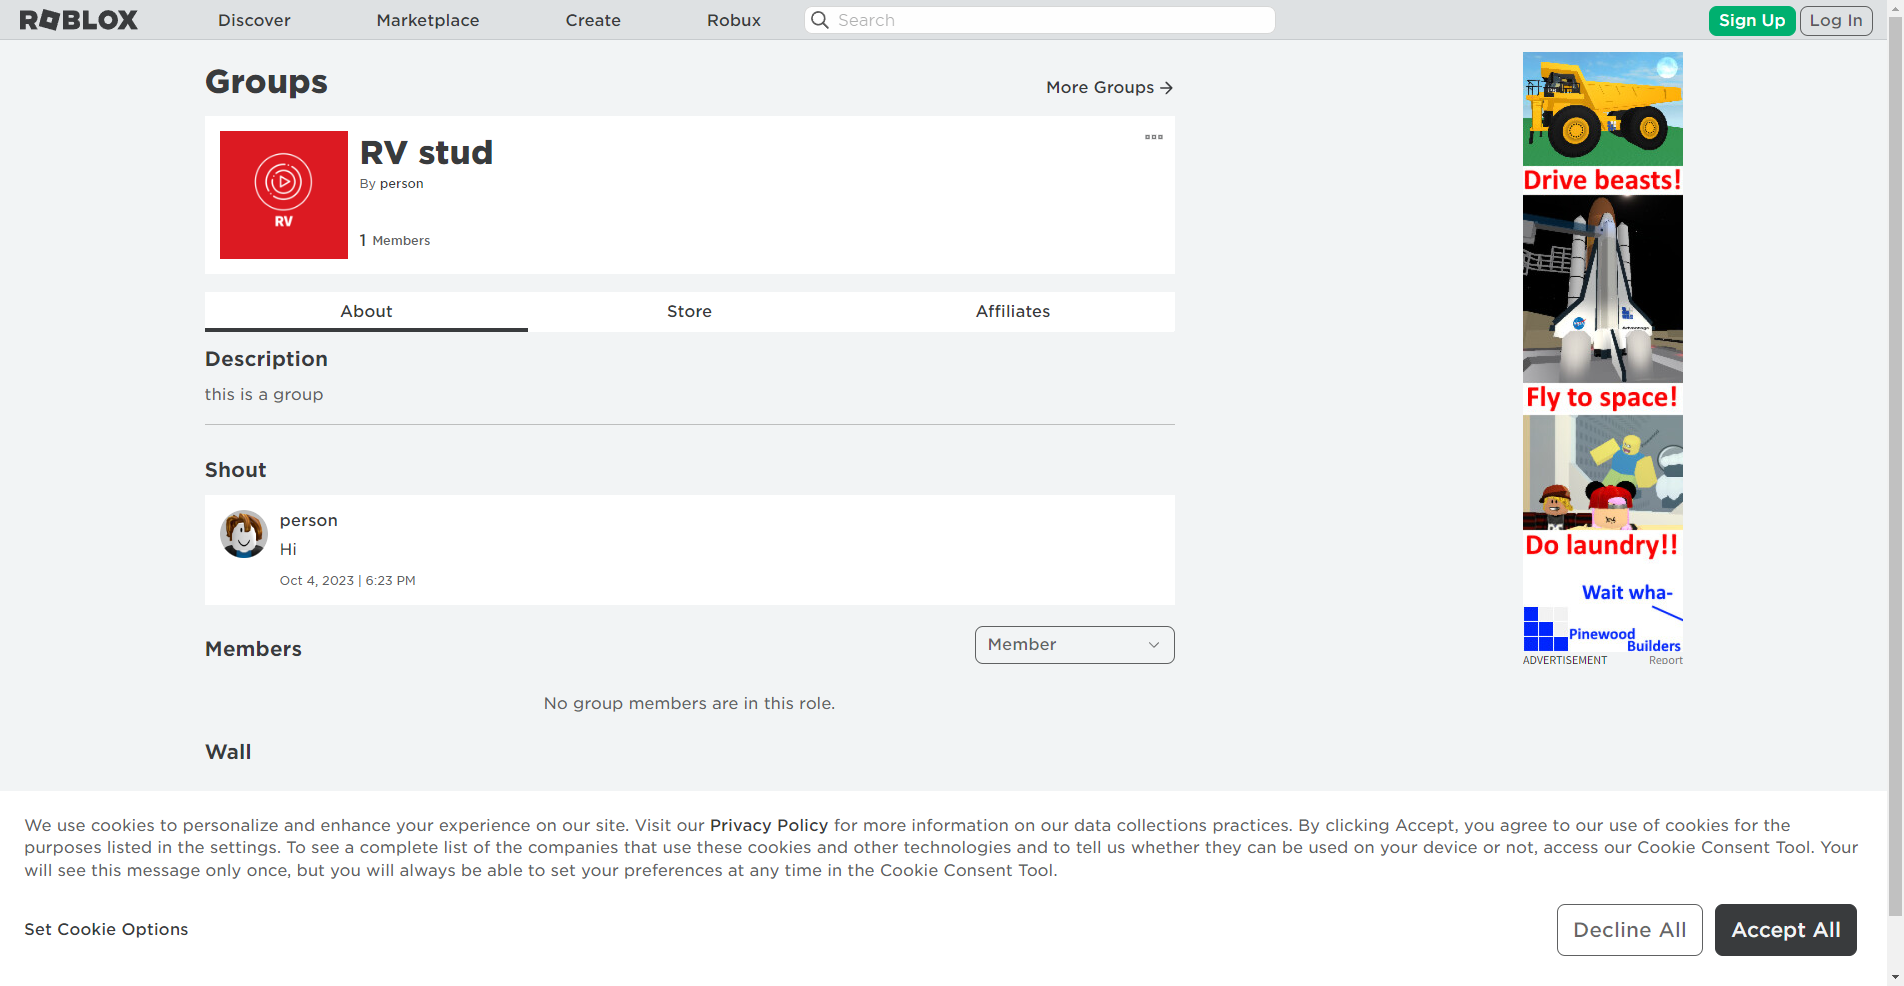 ROBLOX Discover Marketplace Create Robux Search Sign Up Log In
Groups
More Groups
RV stud
By person
RV
1 Members
About Store Affiliates
Description
this is a group
Shout
person
Hi
Oct 4, 2023 | 6:23 PM
Members
Member
No group members are in this role.
Wall
Drive beasts!
Fly to space!
Do laundry!!
Wait wha-
Pinewood
Builders
ADVERTISEMENT Report
We use cookies to personalize and enhance your experience on our site. Visit our Privacy Policy for more information on our data collections practices. By clicking Accept, you agree to our use of cookies for the
purposes listed in the settings. To see a complete list of the companies that use these cookies and other technologies and to tell us whether they can be used on your device or not, access our Cookie Consent Tool. Your
will see this message only once, but you will always be able to set your preferences at any time in the Cookie Consent Tool.
Set Cookie Options
Decline All
Accept All